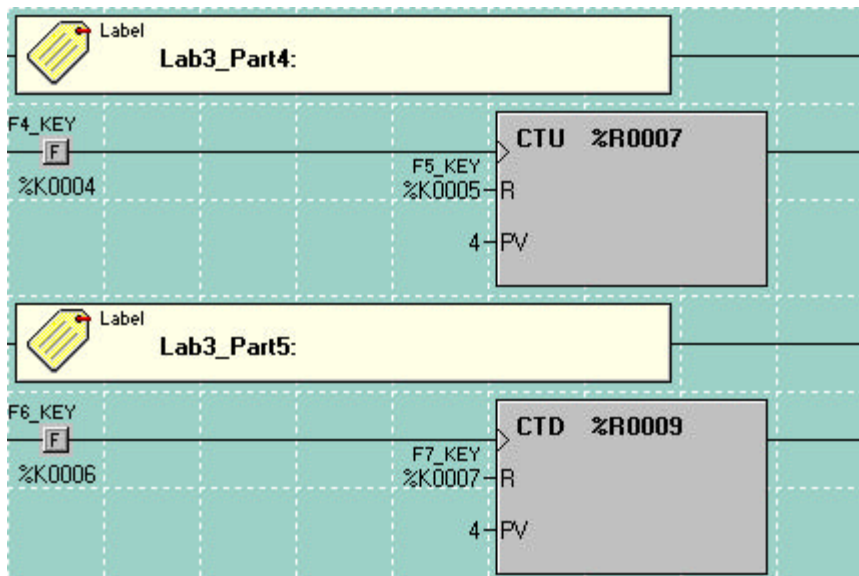 Label
Lab3_Part4:
F4_KEY
F
%K0004
CTU %R0007
F5_KEY
%K0005 R
4 PV
Label
Lab3_Part5:
F6_KEY
F
%K0006
CTD %R0009
F7_KEY
%K0007 R
4 PV